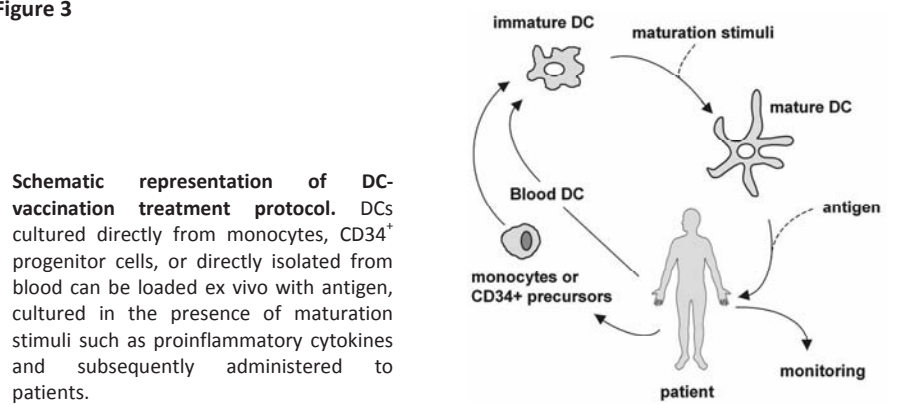 Figure 3
Schematic representation of DC-
vaccination treatment protocol. DCs
cultured directly from monocytes, CD34+
progenitor cells, or directly isolated from
blood can be loaded ex vivo with antigen,
cultured in the presence of maturation
stimuli such as proinflammatory cytokines
and subsequently administered to
patients.
immature DC
maturation stimuli
mature DC
Blood DC
antigen
monocytes or
CD34+ precursors
monitoring
patient